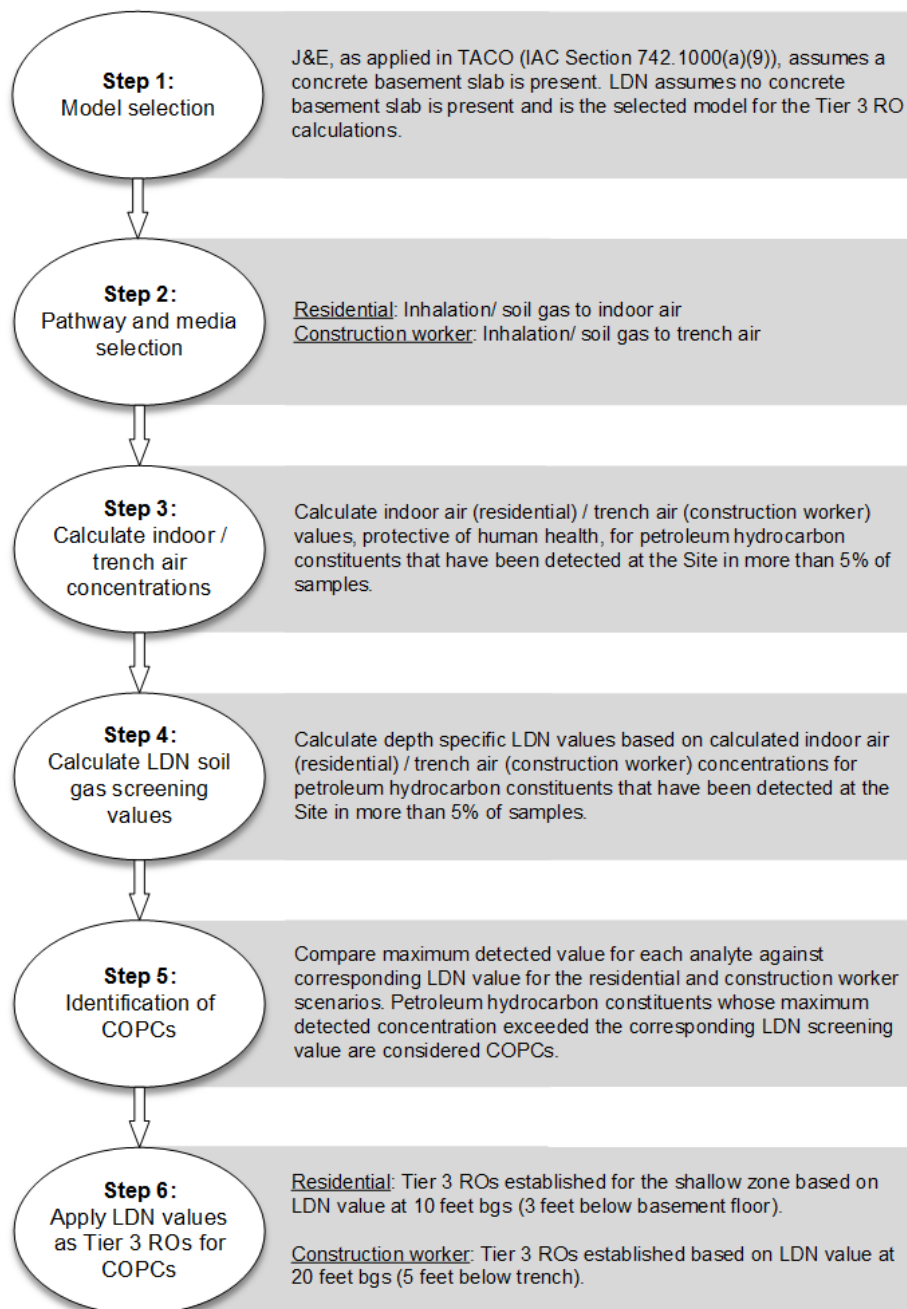 Step 1:
Model selection
J&E, as applied in TACO (IAC Section 742.1000(a)(9)), assumes a
concrete basement slab is present. LDN assumes no concrete
basement slab is present and is the selected model for the Tier 3 RO
calculations.
Step 2:
Pathway and media
selection
Residential: Inhalation/ soil gas to indoor air
Construction worker: Inhalation/ soil gas to trench air
Step 3:
Calculate indoor /
trench air
concentrations
Calculate indoor air (residential) / trench air (construction worker)
values, protective of human health, for petroleum hydrocarbon
constituents that have been detected at the Site in more than 5% of
samples.
Step 4:
Calculate LDN soil
gas screening
values
Calculate depth specific LDN values based on calculated indoor air
(residential) / trench air (construction worker) concentrations for
petroleum hydrocarbon constituents that have been detected at the
Site in more than 5% of samples.
Step 5:
Identification of
COPCs
Compare maximum detected value for each analyte against
corresponding LDN value for the residential and construction worker
scenarios. Petroleum hydrocarbon constituents whose maximum
detected concentration exceeded the corresponding LDN screening
value are considered COPCs.
Step 6:
Apply LDN values
as Tier 3 ROs for
COPCs
Residential: Tier 3 ROs established for the shallow zone based on
LDN value at 10 feet bgs (3 feet below basement floor).
Construction worker: Tier 3 ROs established based on LDN value at
20 feet bgs (5 feet below trench).